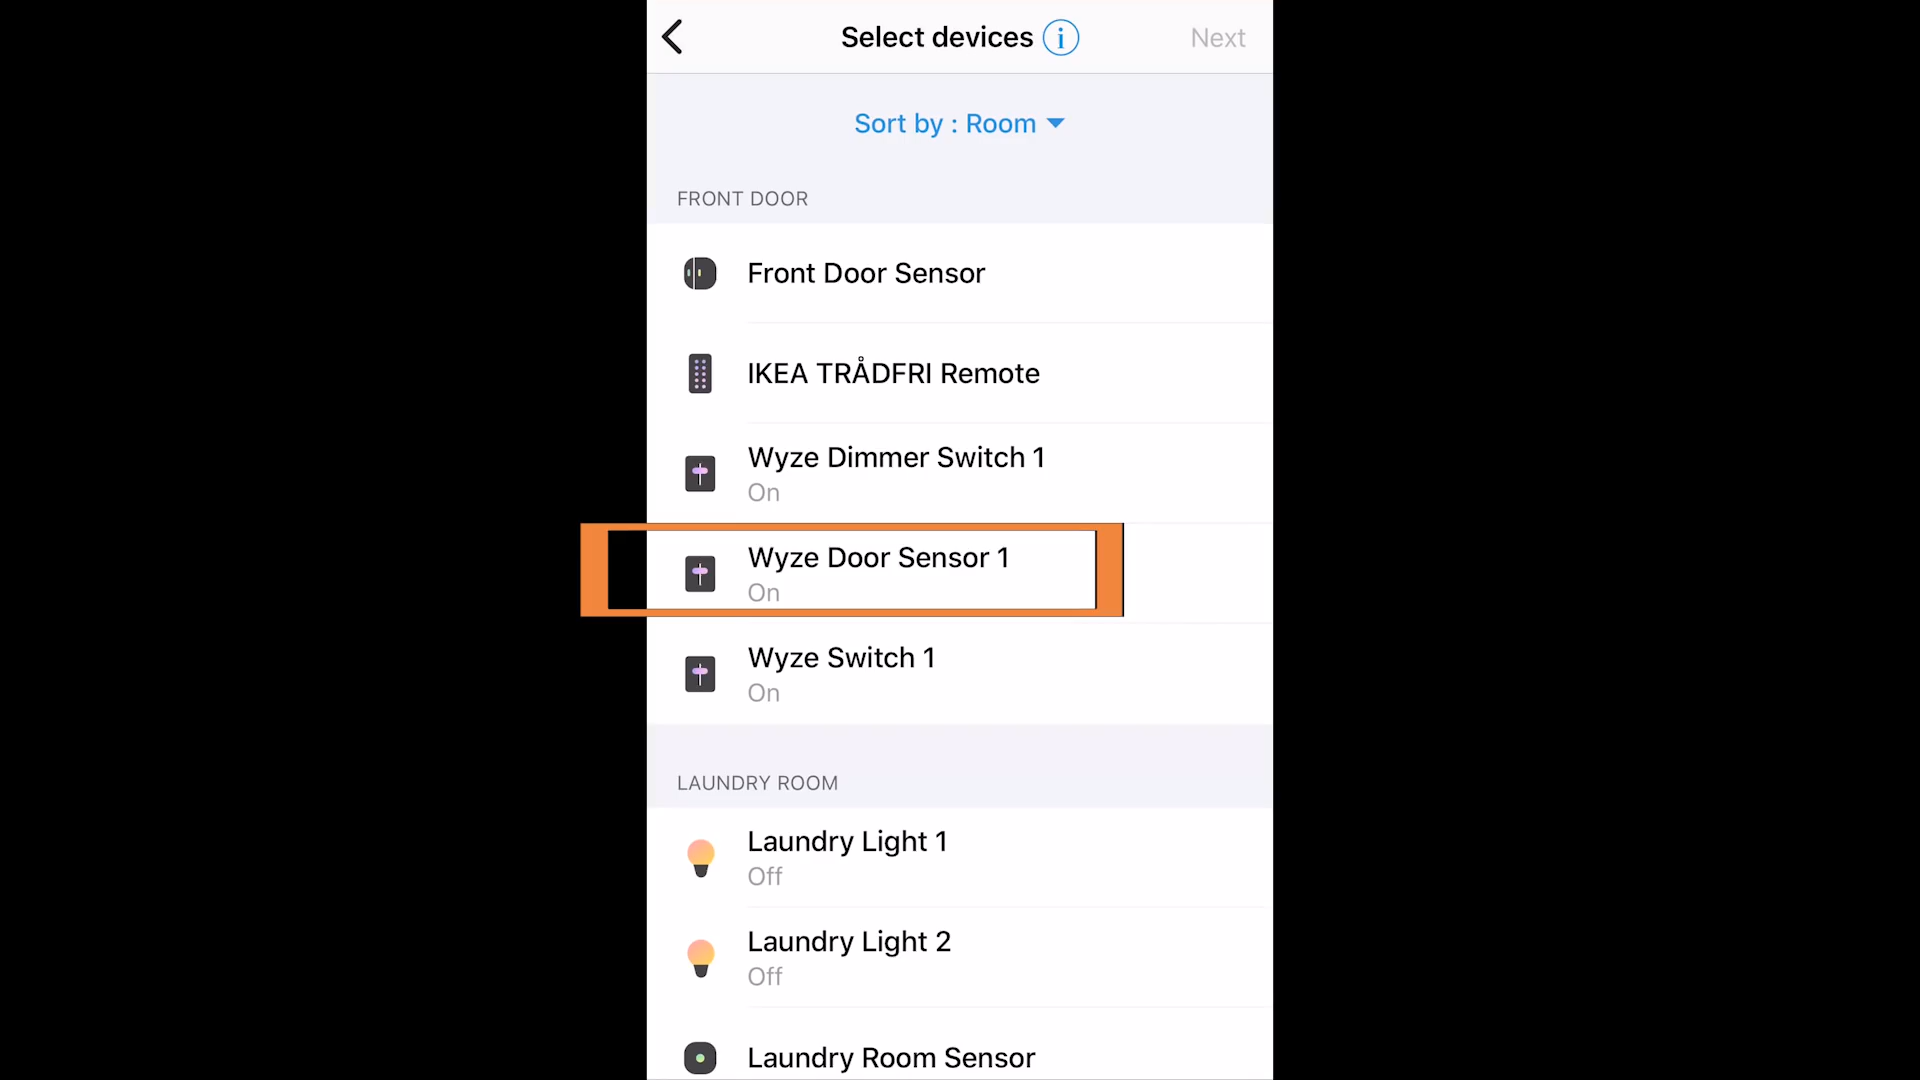 Select devices i Next
Sort by : Room
FRONT DOOR
Front Door Sensor
IKEA TRÅDFRI Remote
Wyze Dimmer Switch 1
On
Wyze Door Sensor 1
On
Wyze Switch 1
On
LAUNDRY ROOM
Laundry Light 1
Off
Laundry Light 2
Off
Laundry Room Sensor